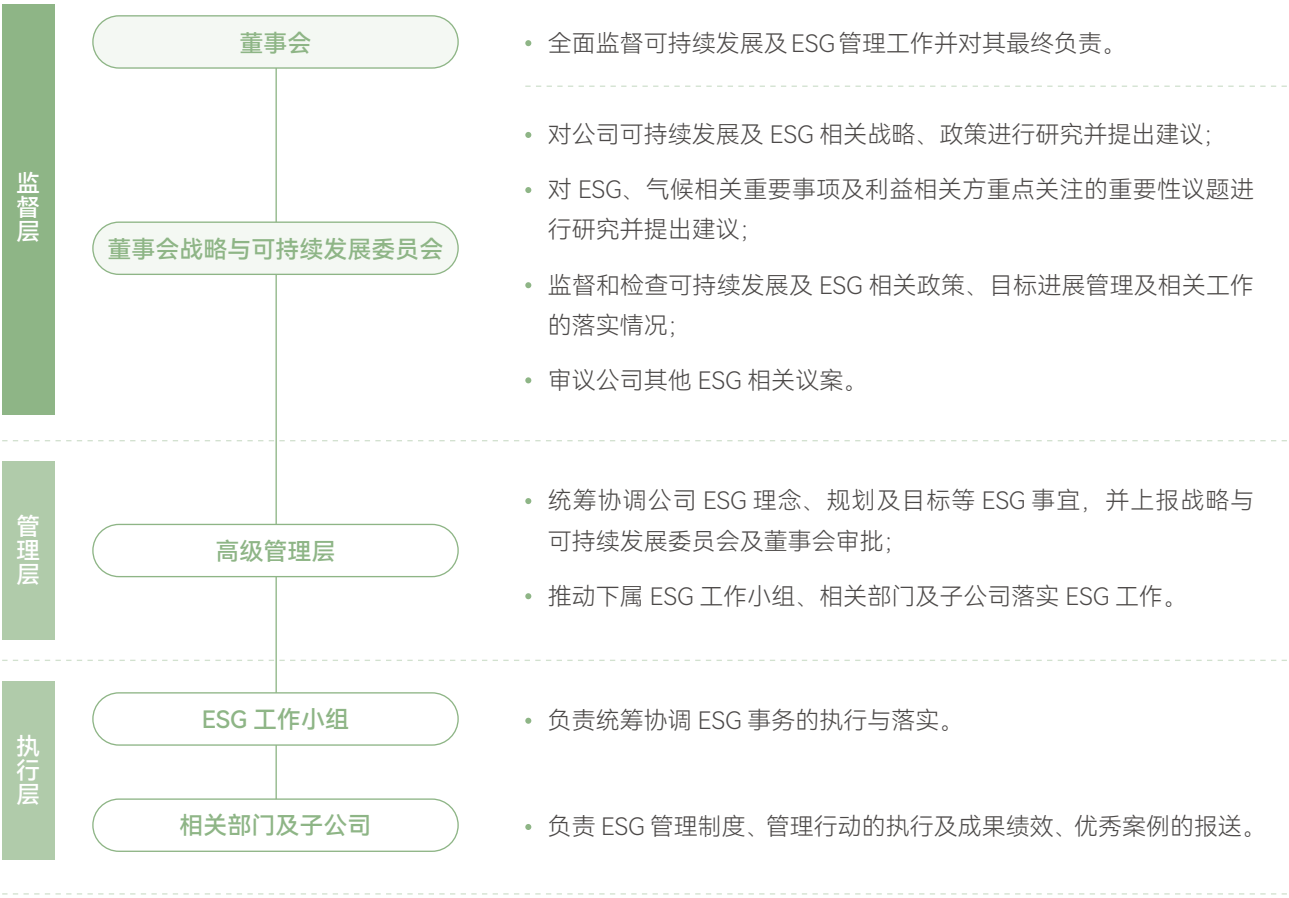 监督层
董事会
• 全面监督可持续发展及 ESG 管理工作并对其最终负责。
董事会战略与可持续发展委员会
• 对公司可持续发展及 ESG 相关战略、政策进行研究并提出建议；
• 对 ESG、气候相关重要事项及利益相关方重点关注的重要性议题进
行研究并提出建议；
• 监督和检查可持续发展及 ESG 相关政策、目标进展管理及相关工作
的落实情况；
• 审议公司其他 ESG 相关议案。
管理层
高级管理层
• 统筹协调公司 ESG 理念、规划及目标等 ESG 事宜，并上报战略与
可持续发展委员会及董事会审批；
• 推动下属 ESG 工作小组、相关部门及子公司落实 ESG 工作。
执行层
ESG 工作小组
• 负责统筹协调 ESG 事务的执行与落实。
相关部门及子公司
• 负责 ESG 管理制度、管理行动的执行及成果绩效、优秀案例的报送。